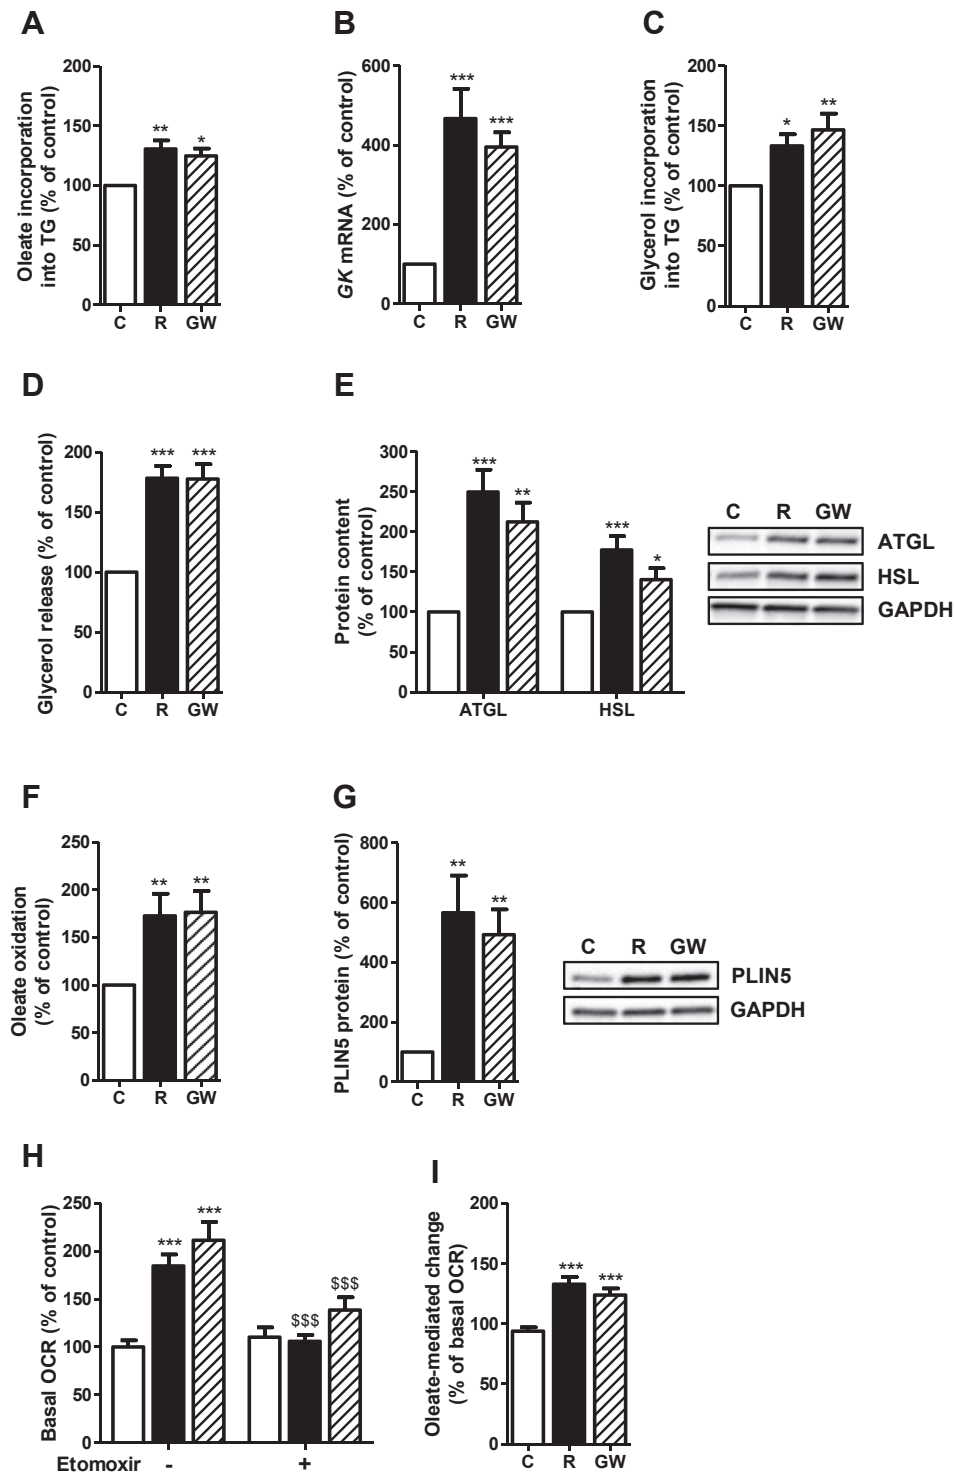 A
Oleate incorporation
into TG (% of control)
200
150
100
50
0
**
*
C R GW
B
GK mRNA (% of control)
600
400
200
0
***
***
C R GW
C
Glycerol incorporation
into TG (% of control)
200
150
100
50
0
*
**
C R GW
D
Glycerol release (% of control)
200
150
100
50
0
***
***
C R GW
E
Protein content
(% of control)
300
250
200
150
100
50
0
***
**
***
*
ATGL HSL
C R GW
ATGL
HSL
GAPDH
F
Oleate oxidation
(% of control)
250
200
150
100
50
0
**
**
C R GW
G
PLIN5 protein (% of control)
800
600
400
200
0
**
**
C R GW
C R GW
PLIN5
GAPDH
H
Basal OCR (% of control)
250
200
150
100
50
0
***
***
$$$
$$$
Etomoxir - +
I
Oleate-mediated change
(% of basal OCR)
200
150
100
50
0
***
***
C R GW